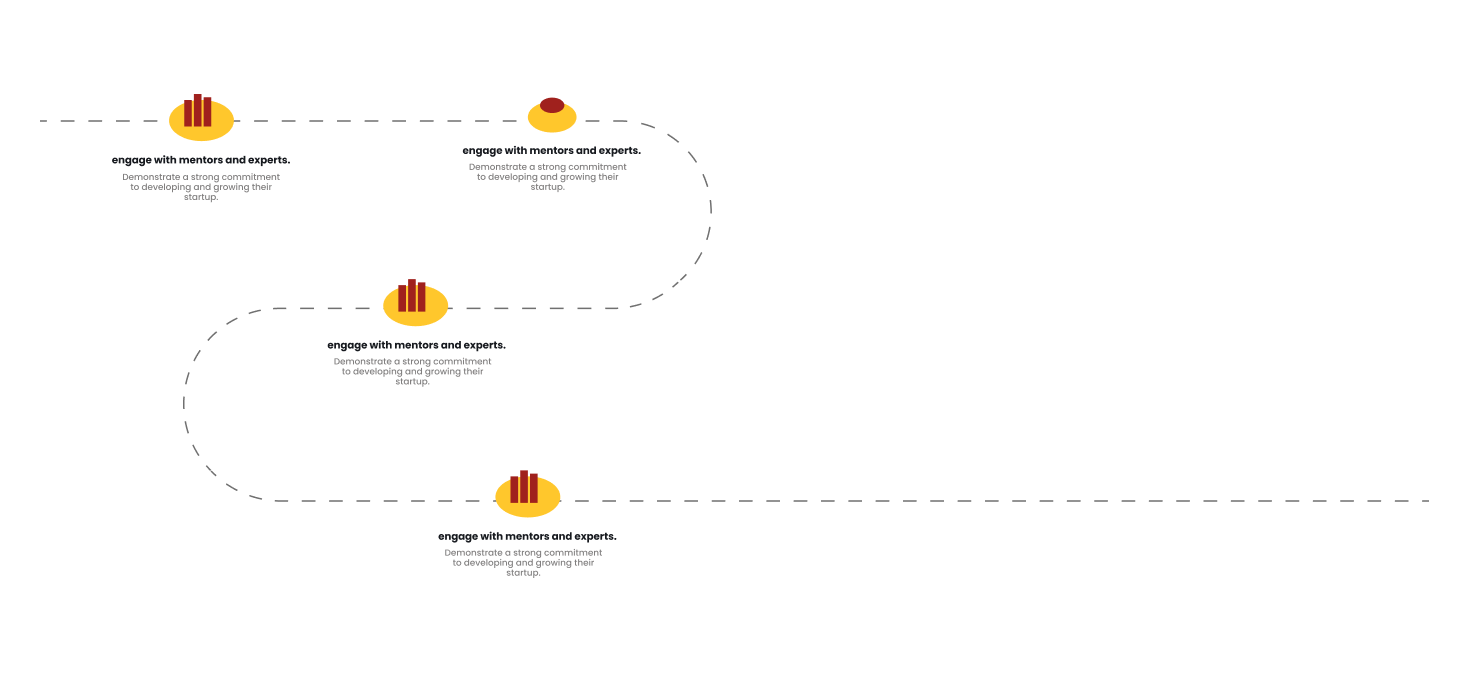 engage with mentors and experts.
Demonstrate a strong commitment
to developing and growing their
startup.
engage with mentors and experts.
Demonstrate a strong commitment
to developing and growing their
startup.
engage with mentors and experts.
Demonstrate a strong commitment
to developing and growing their
startup.
engage with mentors and experts.
Demonstrate a strong commitment
to developing and growing their
startup.